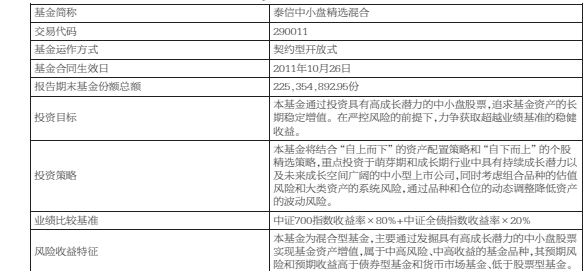 基金简称 泰信中小盘精选混合
交易代码 290011
基金运作方式 契约型开放式
基金合同生效日 2011年10月26日
报告期末基金份额总额 225,354,892.95份
投资目标 本基金通过投资具有高成长潜力的中小盘股票，追求基金资产的长
期稳定增值。在严控风险的前提下，力争获取超越业绩基准的稳健
收益。
投资策略 本基金将结合“自上而下”的资产配置策略和“自下而上”的个股
精选策略，重点投资于萌芽期和成长期行业中具有持续成长潜力以
及未来成长空间广阔的中小型上市公司，同时考虑组合品种的估值
风险和大类资产的系统风险，通过品种和仓位的动态调整降低资产
的波动风险。
业绩比较基准 中证700指数收益率×80%+中证全债指数收益率×20%
风险收益特征 本基金为混合型基金，主要通过发掘具有高成长潜力的中小盘股票
实现基金资产增值，属于中高风险、中高收益的基金品种，其预期风
险和预期收益高于债券型基金和货币市场基金、低于股票型基金。